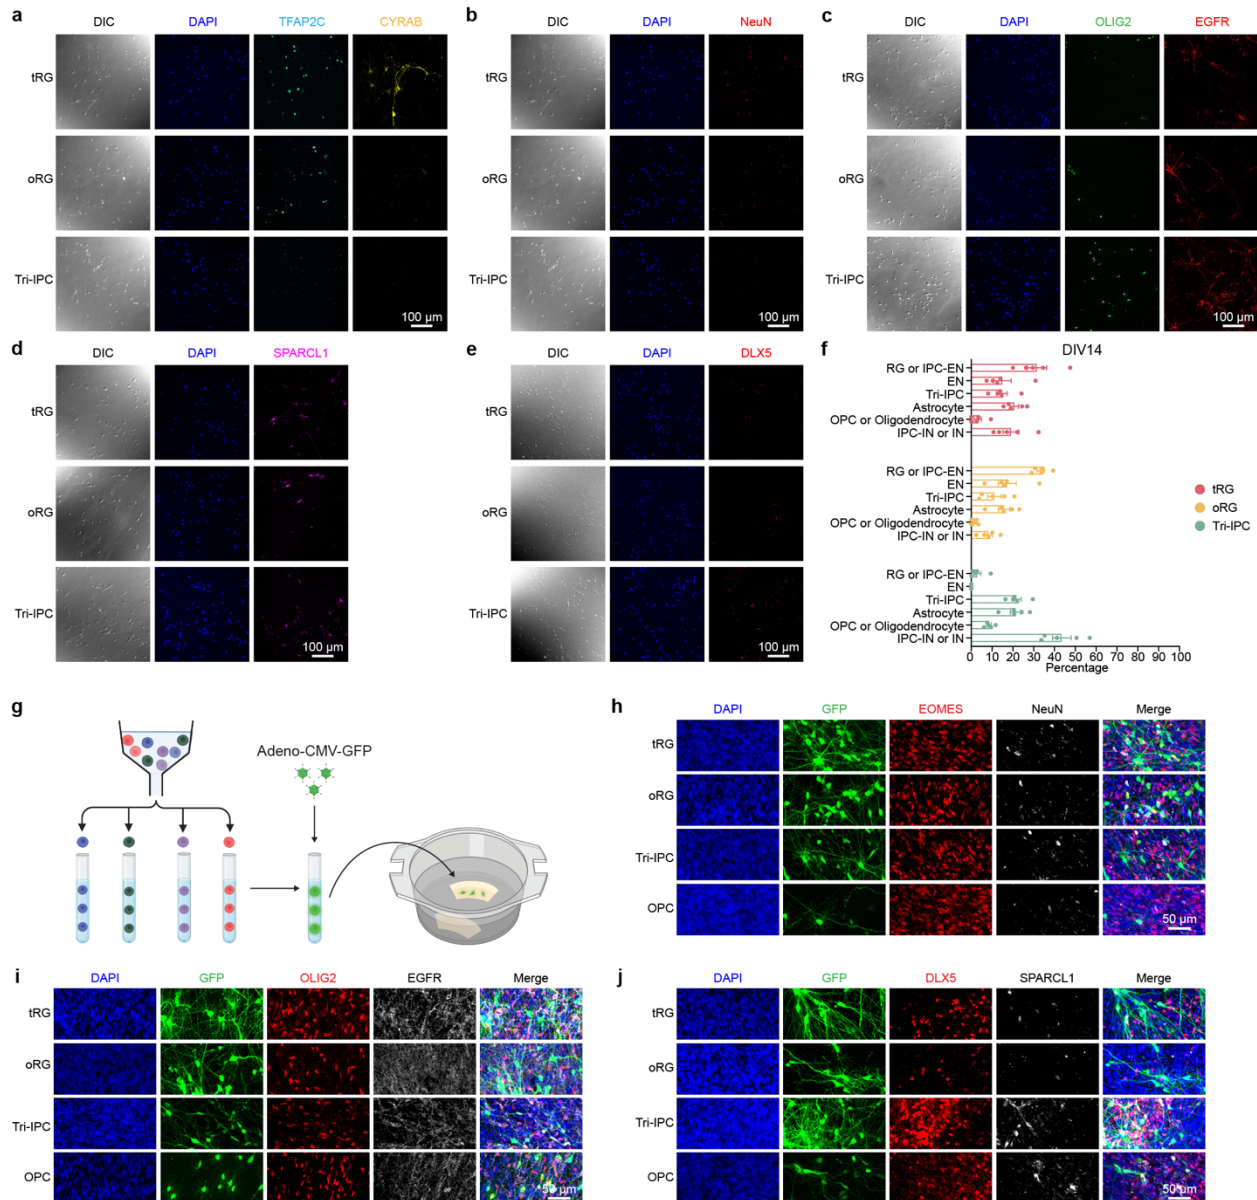 a
DIC DAPI TFAP2C CYRAB
tRG
oRG
Tri-IPC
100 µm
b
DIC DAPI NeuN
tRG
oRG
Tri-IPC
100 µm
c
DIC DAPI OLIG2 EGFR
tRG
oRG
Tri-IPC
100 µm
d
DIC DAPI SPARCL1
tRG
oRG
Tri-IPC
100 µm
e
DIC DAPI DLX5
tRG
oRG
Tri-IPC
100 µm
f
DIV14
RG or IPC-EN
EN
Tri-IPC
Astrocyte
OPC or Oligodendrocyte
IPC-IN or IN
RG or IPC-EN
EN
Tri-IPC
Astrocyte
OPC or Oligodendrocyte
IPC-IN or IN
RG or IPC-EN
EN
Tri-IPC
Astrocyte
OPC or Oligodendrocyte
IPC-IN or IN
0 10 20 30 40 50 60 70 80 90 100
Percentage
tRG
oRG
Tri-IPC
g
Adeno-CMV-GFP
h
DAPI GFP EOMES NeuN Merge
tRG
oRG
Tri-IPC
OPC
50 µm
i
DAPI GFP OLIG2 EGFR Merge
tRG
oRG
Tri-IPC
OPC
50 µm
j
DAPI GFP DLX5 SPARCL1 Merge
tRG
oRG
Tri-IPC
OPC
50 µm